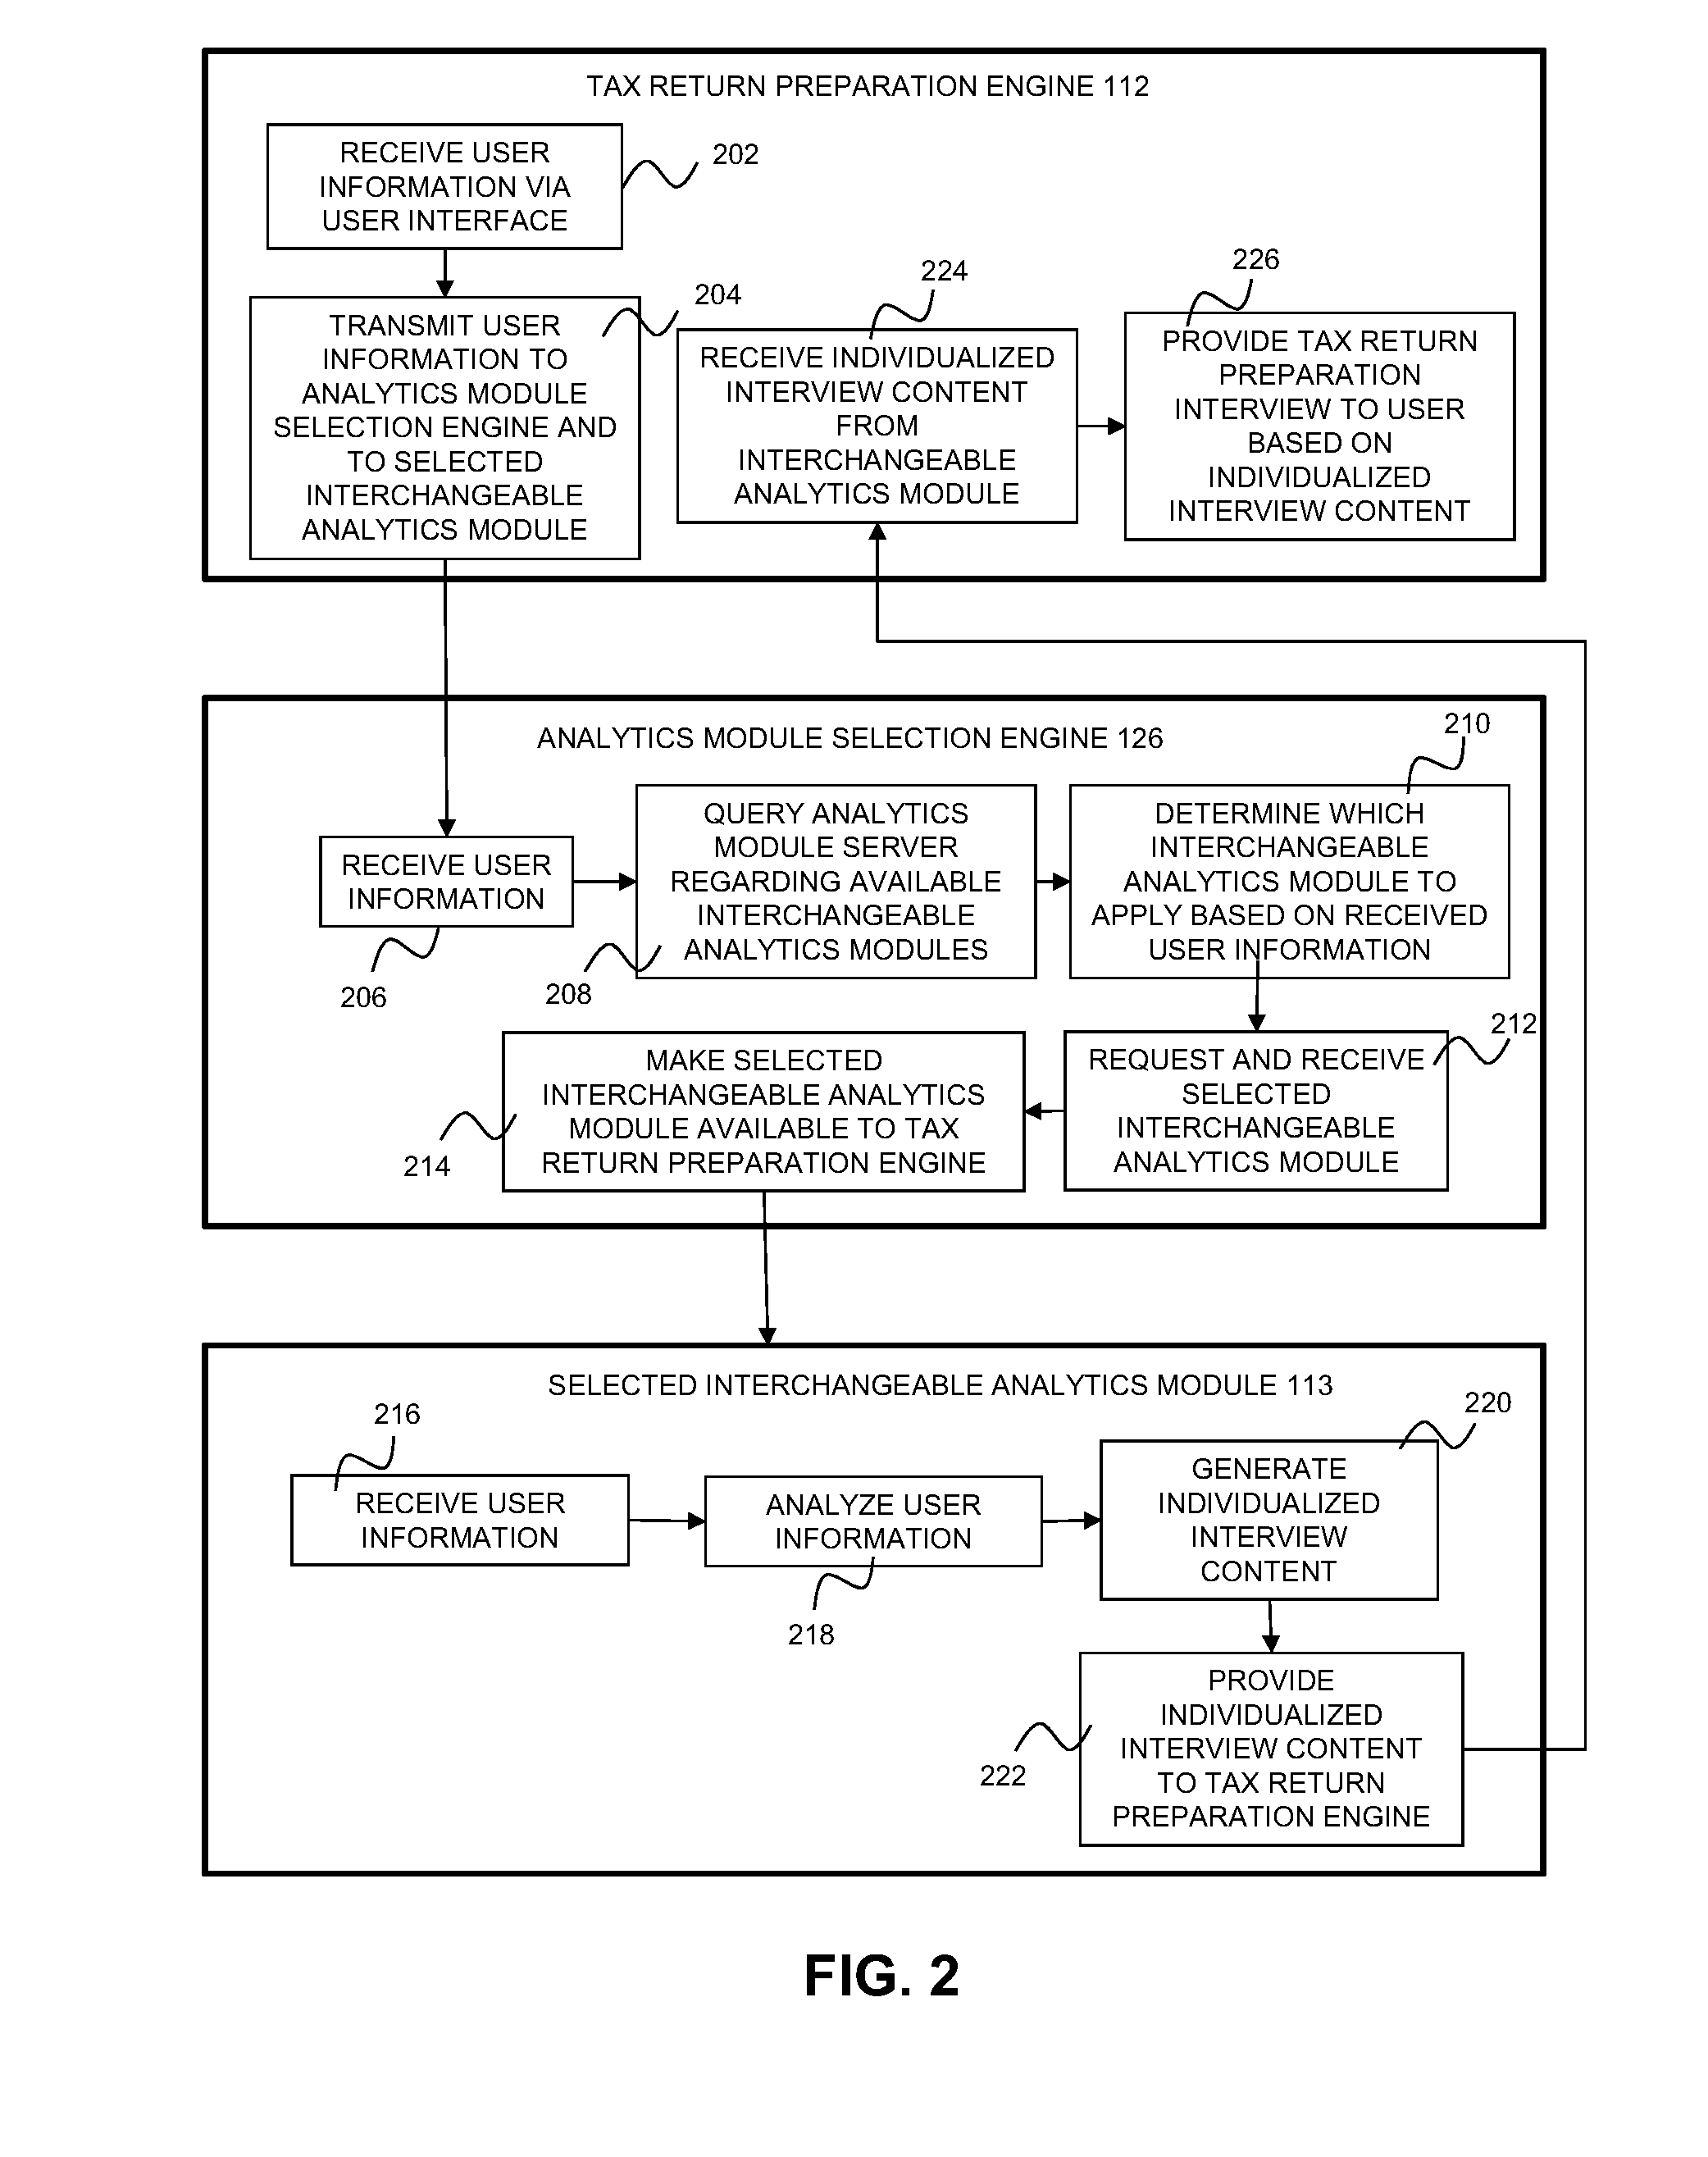 TAX RETURN PREPARATION ENGINE 112
RECEIVE USER
INFORMATION VIA
USER INTERFACE
202
204
TRANSMIT USER
INFORMATION TO
ANALYTICS MODULE
SELECTION ENGINE AND
TO SELECTED
INTERCHANGEABLE
ANALYTICS MODULE
224
RECEIVE INDIVIDUALIZED
INTERVIEW CONTENT
FROM
INTERCHANGEABLE
ANALYTICS MODULE
226
PROVIDE TAX RETURN
PREPARATION
INTERVIEW TO USER
BASED ON
INDIVIDUALIZED
INTERVIEW CONTENT
ANALYTICS MODULE SELECTION ENGINE 126
RECEIVE USER
INFORMATION
206
QUERY ANALYTICS
MODULE SERVER
REGARDING AVAILABLE
INTERCHANGEABLE
ANALYTICS MODULES
208
210
DETERMINE WHICH
INTERCHANGEABLE
ANALYTICS MODULE TO
APPLY BASED ON RECEIVED
USER INFORMATION
212
REQUEST AND RECEIVE
SELECTED
INTERCHANGEABLE
ANALYTICS MODULE
MAKE SELECTED
INTERCHANGEABLE ANALYTICS
MODULE AVAILABLE TO TAX
RETURN PREPARATION ENGINE
214
SELECTED INTERCHANGEABLE ANALYTICS MODULE 113
216
RECEIVE USER
INFORMATION
ANALYZE USER
INFORMATION
218
220
GENERATE
INDIVIDUALIZED
INTERVIEW
CONTENT
PROVIDE
INDIVIDUALIZED
INTERVIEW CONTENT
TO TAX RETURN
PREPARATION ENGINE
222
FIG. 2